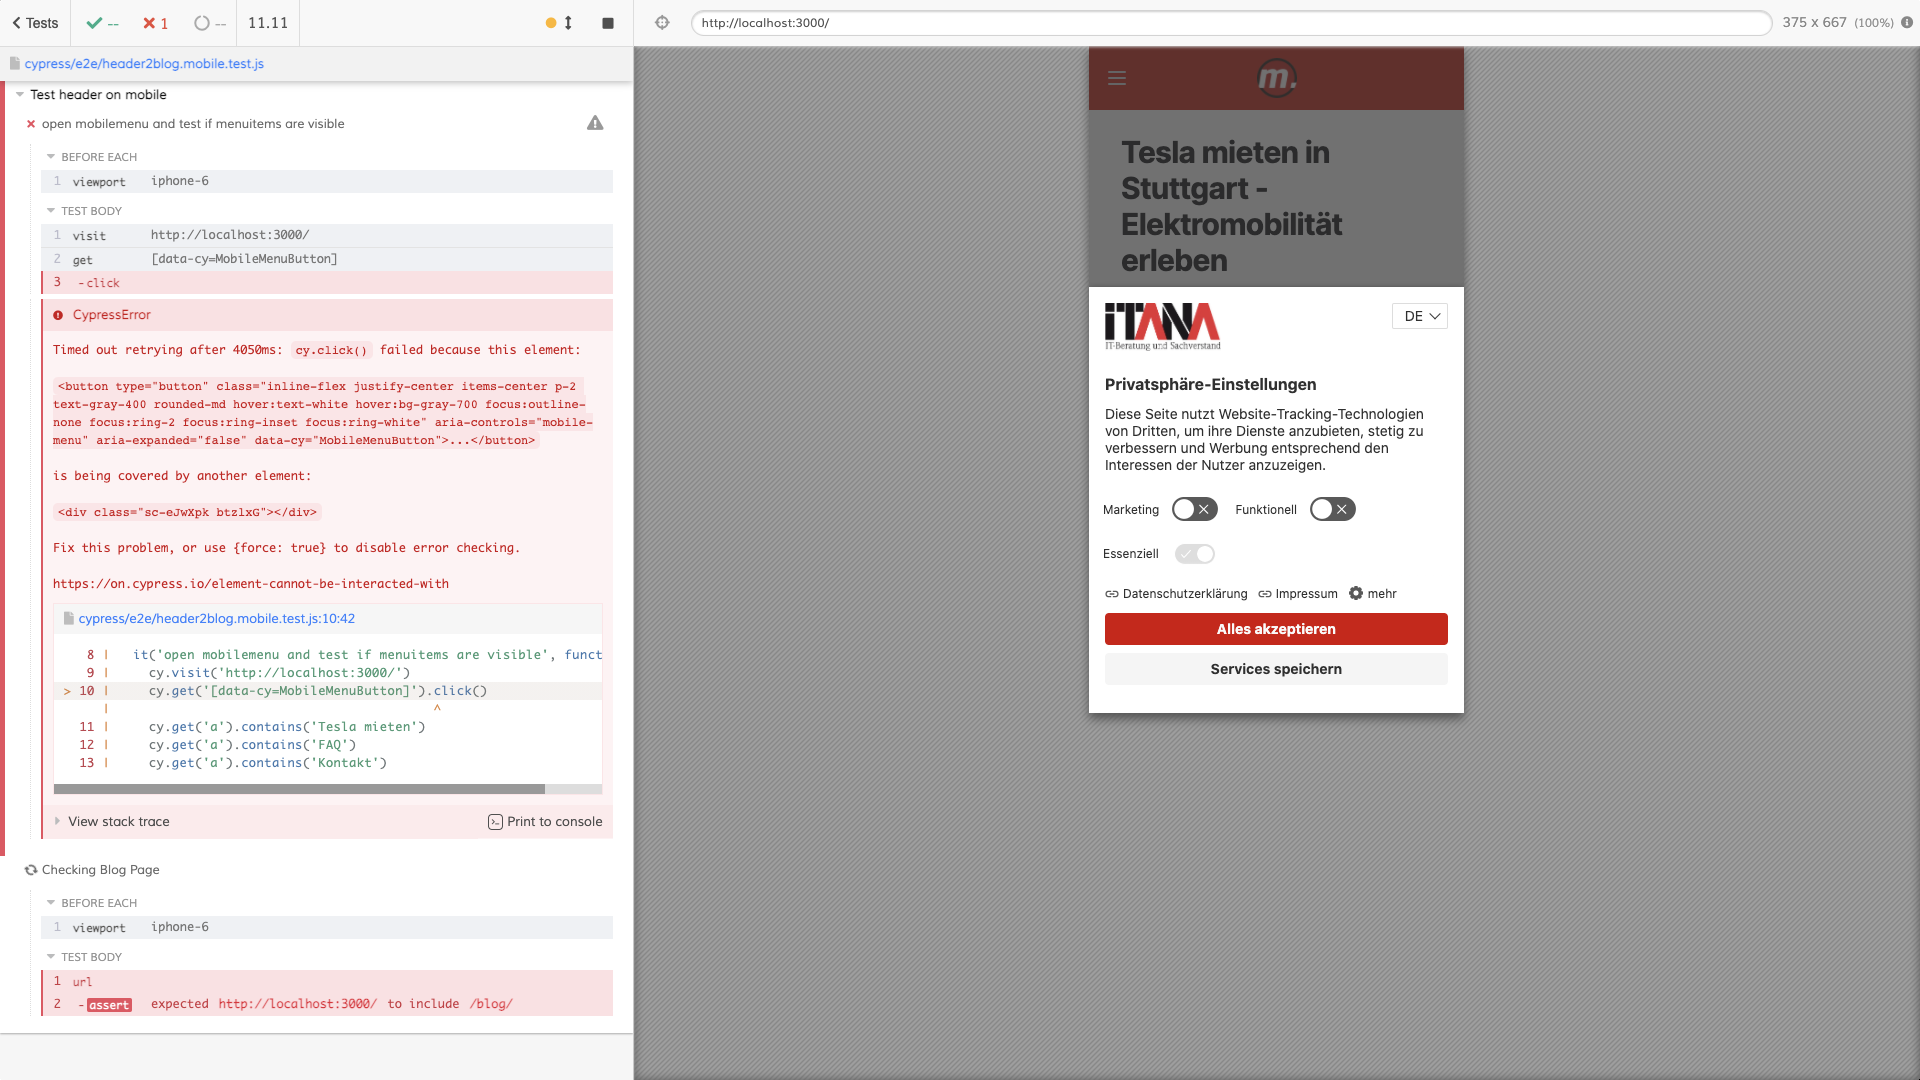 Tests
--
1
--
11.11
http://localhost:3000/
375 x 667 (100%)
cypress/e2e/header2blog.mobile.test.js
Test header on mobile
open mobilemenu and test if menuitems are visible
BEFORE EACH
1 viewport iphone-6
TEST BODY
1 visit http://localhost:3000/
2 get [data-cy=MobileMenuButton]
3 -click
CypressError
Timed out retrying after 4050ms: cy.click() failed because this element:
<button type="button" class="inline-flex justify-center items-center p-2
text-gray-400 rounded-md hover:text-white hover:bg-gray-700 focus:outline-
none focus:ring-2 focus:ring-inset focus:ring-white" aria-controls="mobile-
menu" aria-expanded="false" data-cy="MobileMenuButton">...</button>
is being covered by another element:
<div class="sc-eJwXpk btzlxG"></div>
Fix this problem, or use {force: true} to disable error checking.
https://on.cypress.io/element-cannot-be-interacted-with
cypress/e2e/header2blog.mobile.test.js:10:42
8 | it('open mobilemenu and test if menuitems are visible', funct
9 | cy.visit('http://localhost:3000/')
> 10 | cy.get('[data-cy=MobileMenuButton]').click()
| ^
11 | cy.get('a').contains('Tesla mieten')
12 | cy.get('a').contains('FAQ')
13 | cy.get('a').contains('Kontakt')
View stack trace
Print to console
Checking Blog Page
BEFORE EACH
1 viewport iphone-6
TEST BODY
1 url
2 -assert expected http://localhost:3000/ to include /blog/
m.
Tesla mieten in
Stuttgart -
Elektromobilität
erleben
ITANA
IT-Beratung und Sachverstand
DE
Privatsphäre-Einstellungen
Diese Seite nutzt Website-Tracking-Technologien
von Dritten, um ihre Dienste anzubieten, stetig zu
verbessern und Werbung entsprechend den
Interessen der Nutzer anzuzeigen.
Marketing
Funktionell
Essenziell
Datenschutzerklärung
Impressum
mehr
Alles akzeptieren
Services speichern